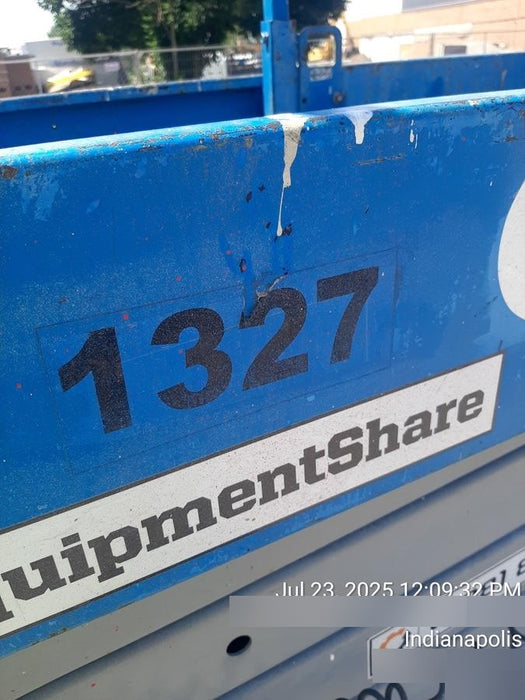 1327
uipmentShare
Jul 23, 2025 12:09:32 PM
Indianapolis